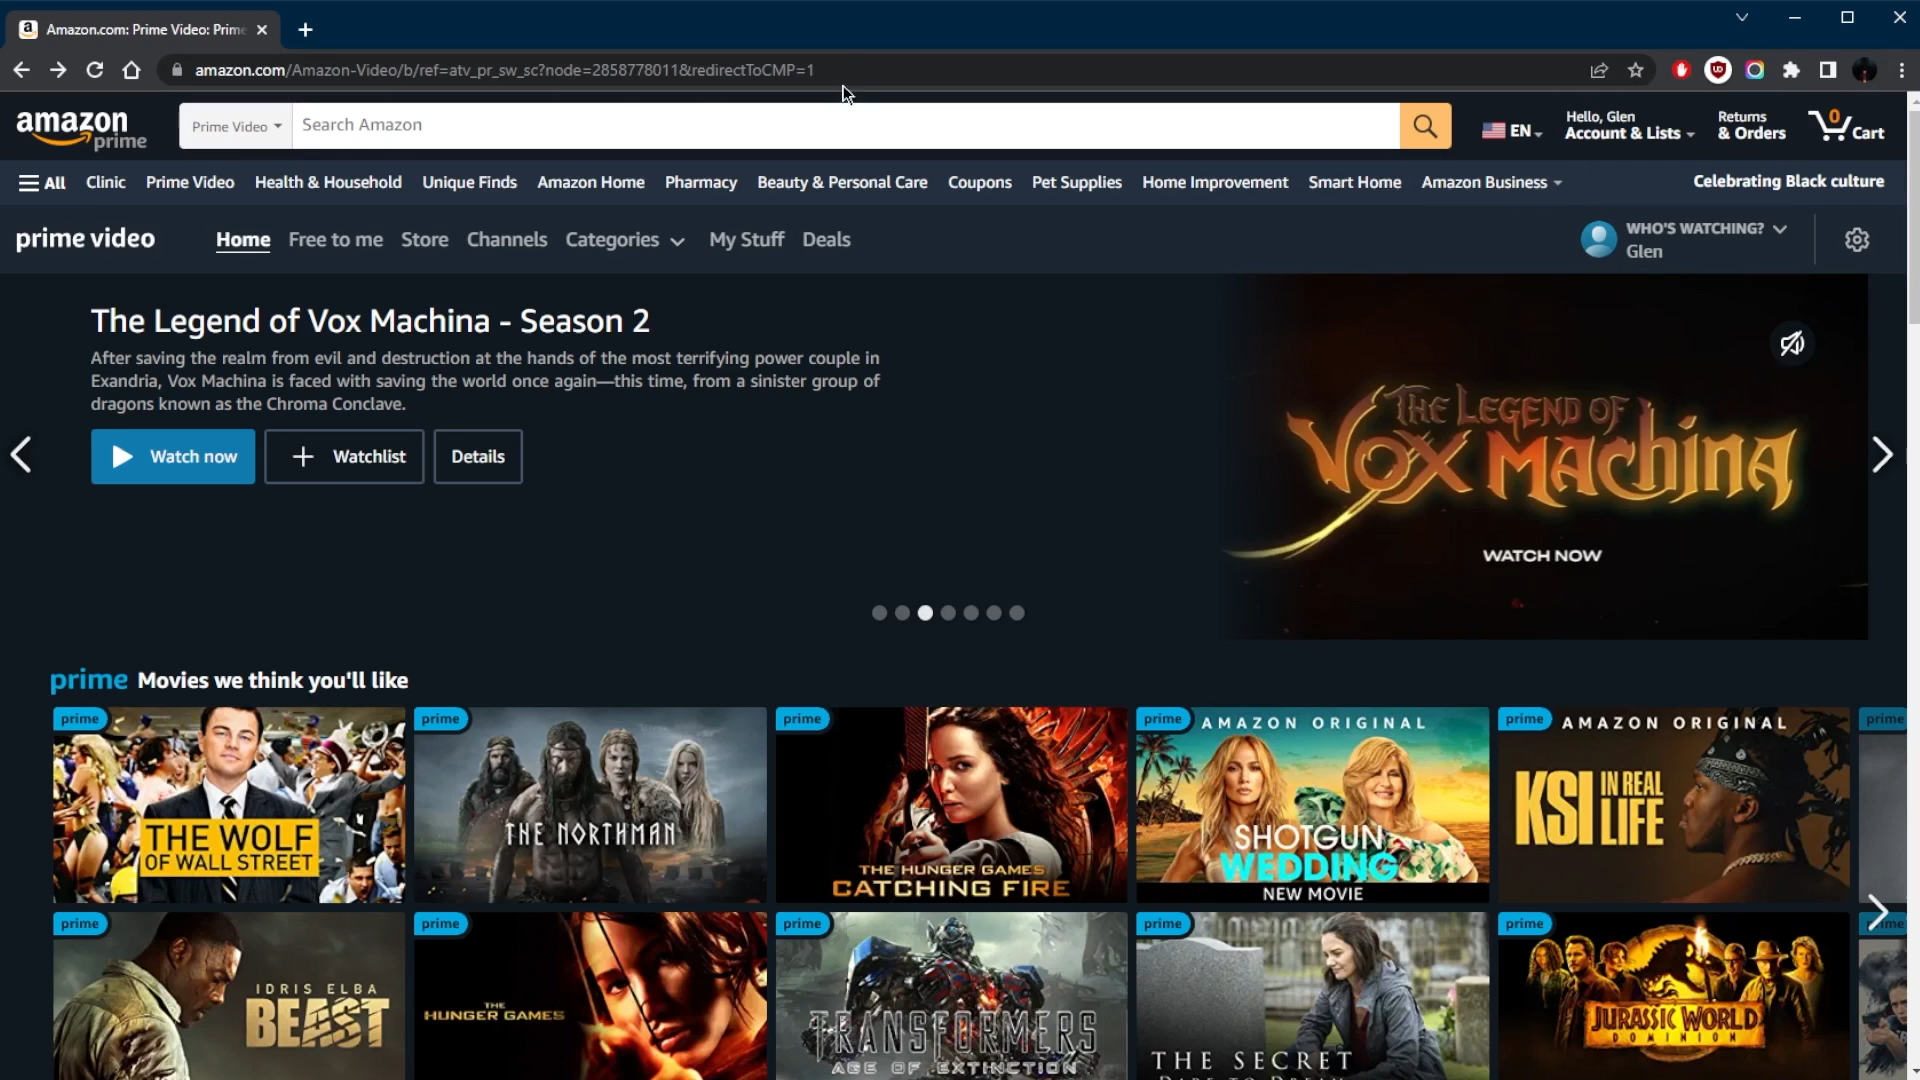 Amazon.com: Prime Video: Prime
amazon.com/Amazon-Video/b/ref=atv_pr_sw_sc?node=2858778011&redirectToCMP=1
amazon prime
Prime Video
Search Amazon
EN
Hello, Glen
Account & Lists
Returns
& Orders
0
Cart
All
Clinic
Prime Video
Health & Household
Unique Finds
Amazon Home
Pharmacy
Beauty & Personal Care
Coupons
Pet Supplies
Home Improvement
Smart Home
Amazon Business
Celebrating Black culture
prime video
Home
Free to me
Store
Channels
Categories
My Stuff
Deals
WHO'S WATCHING?
Glen
The Legend of Vox Machina - Season 2
After saving the realm from evil and destruction at the hands of the most terrifying power couple in
Exandria, Vox Machina is faced with saving the world once again—this time, from a sinister group of
dragons known as the Chroma Conclave.
Watch now
Watchlist
Details
THE LEGEND OF
VOX MACHINA
WATCH NOW
prime Movies we think you'll like
prime
THE WOLF
OF WALL STREET
prime
THE NORTHMAN
prime
THE HUNGER GAMES
CATCHING FIRE
prime
AMAZON ORIGINAL
SHOTGUN
WEDDING
NEW MOVIE
prime
AMAZON ORIGINAL
KSI IN REAL
LIFE
prime
prime
IDRIS ELBA
BEAST
prime
THE
HUNGER GAMES
prime
TRANSFORMERS
AGE OF EXTINCTION
prime
THE SECRET
DARE TO DREAM
prime
JURASSIC WORLD
DOMINION